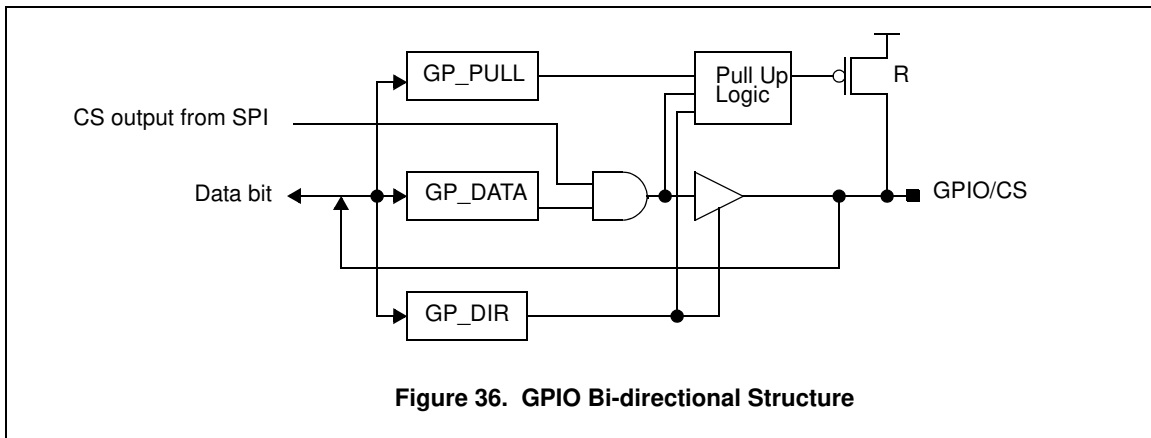 GP_PULL
Pull Up
Logic
R
CS output from SPI
Data bit
GP_DATA
GPIO/CS
GP_DIR
Figure 36. GPIO Bi-directional Structure